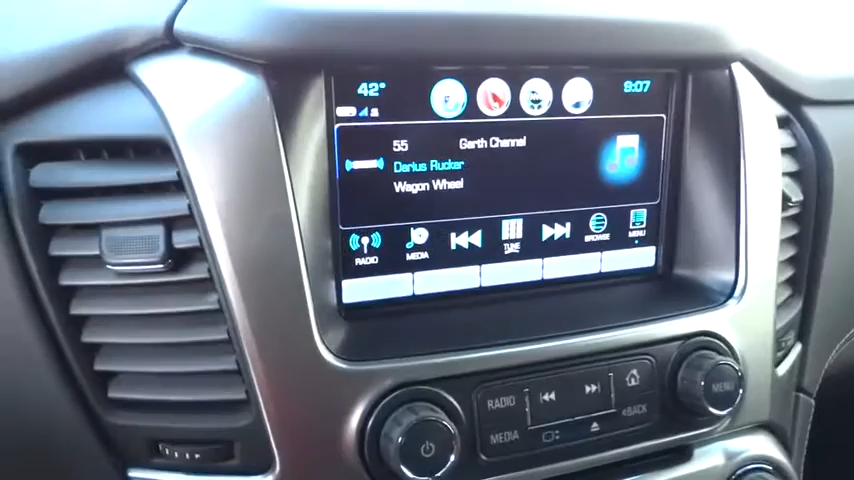 42°
9:07
55
Garth Channel
Darius Rucker
Wagon Wheel
RADIO
MEDIA
TUNE
BROWSE
MENU
RADIO
MEDIA
BACK
MENU